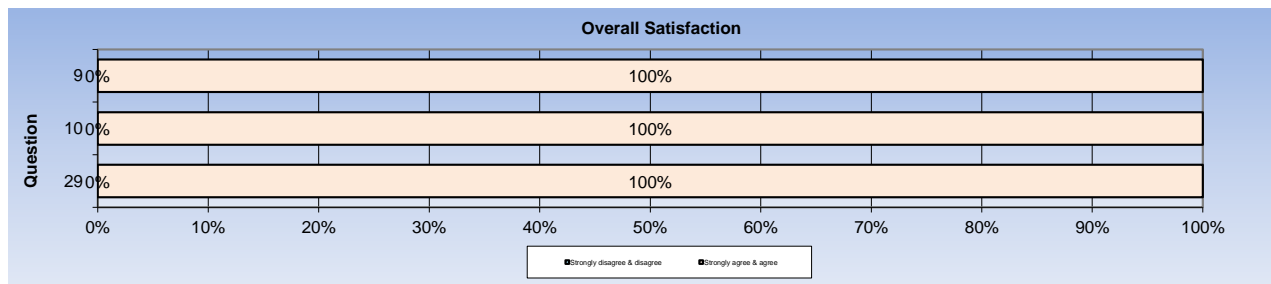 Overall Satisfaction
Question
9 0% 100%
10 0% 100%
29 0% 100%
0% 10% 20% 30% 40% 50% 60% 70% 80% 90% 100%
Strongly disagree & disagree Strongly agree & agree